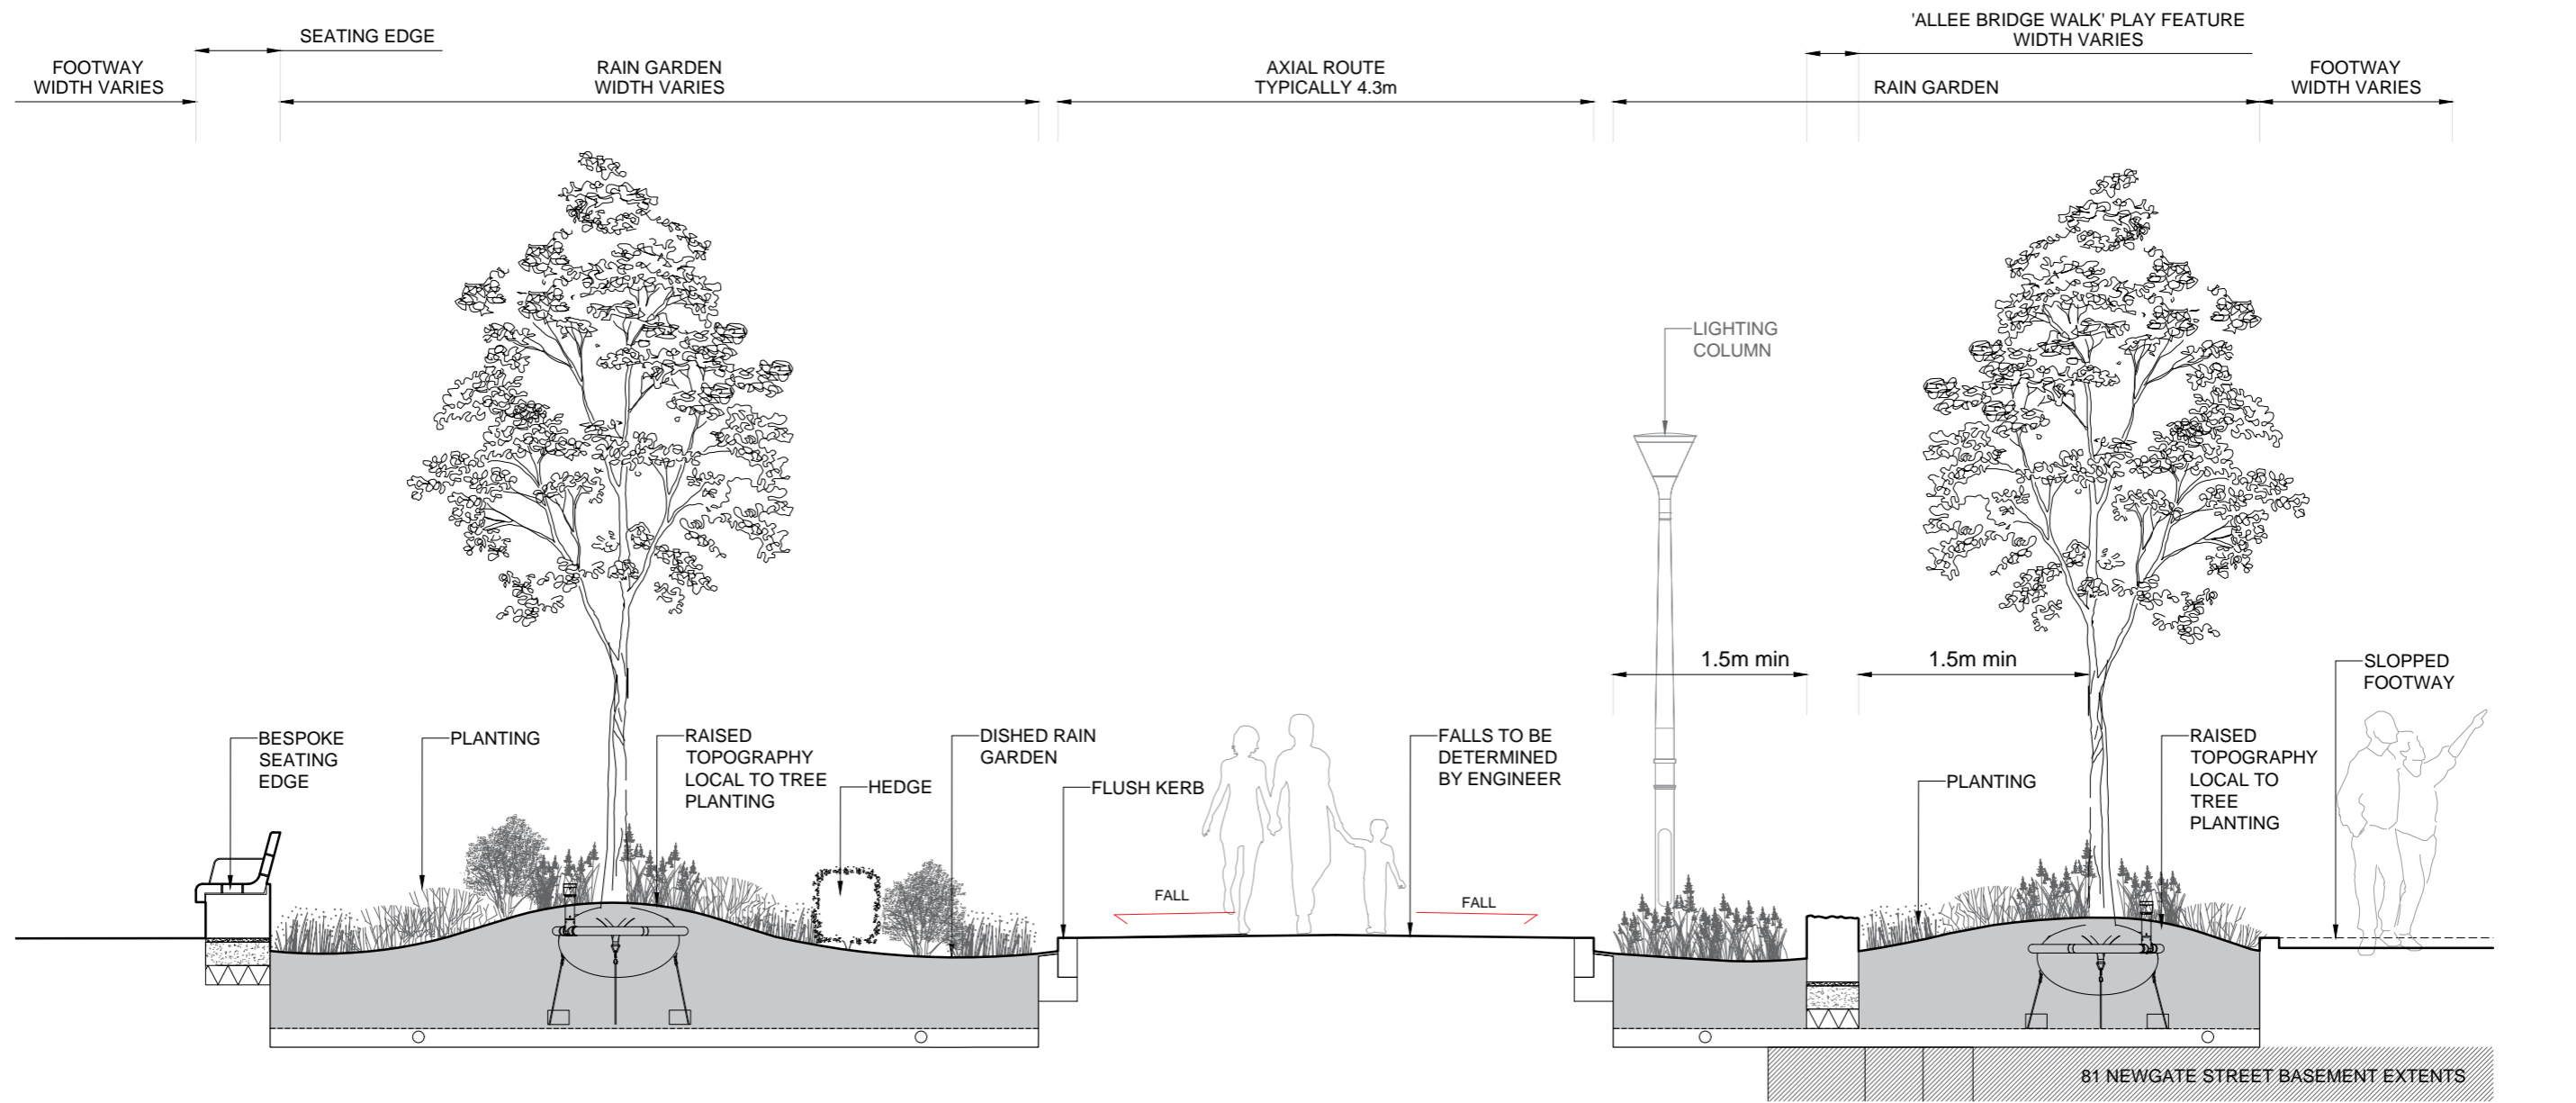 'ALLEE BRIDGE WALK' PLAY FEATURE
WIDTH VARIES
SEATING EDGE
FOOTWAY
WIDTH VARIES
RAIN GARDEN
WIDTH VARIES
AXIAL ROUTE
TYPICALLY 4.3m
RAIN GARDEN
FOOTWAY
WIDTH VARIES
LIGHTING
COLUMN
1.5m min
1.5m min
SLOPPED
FOOTWAY
BESPOKE
SEATING
EDGE
PLANTING
RAISED
TOPOGRAPHY
LOCAL TO TREE
PLANTING
HEDGE
DISHED RAIN
GARDEN
FLUSH KERB
FALLS TO BE
DETERMINED
BY ENGINEER
PLANTING
RAISED
TOPOGRAPHY
LOCAL TO
TREE
PLANTING
FALL
FALL
81 NEWGATE STREET BASEMENT EXTENTS